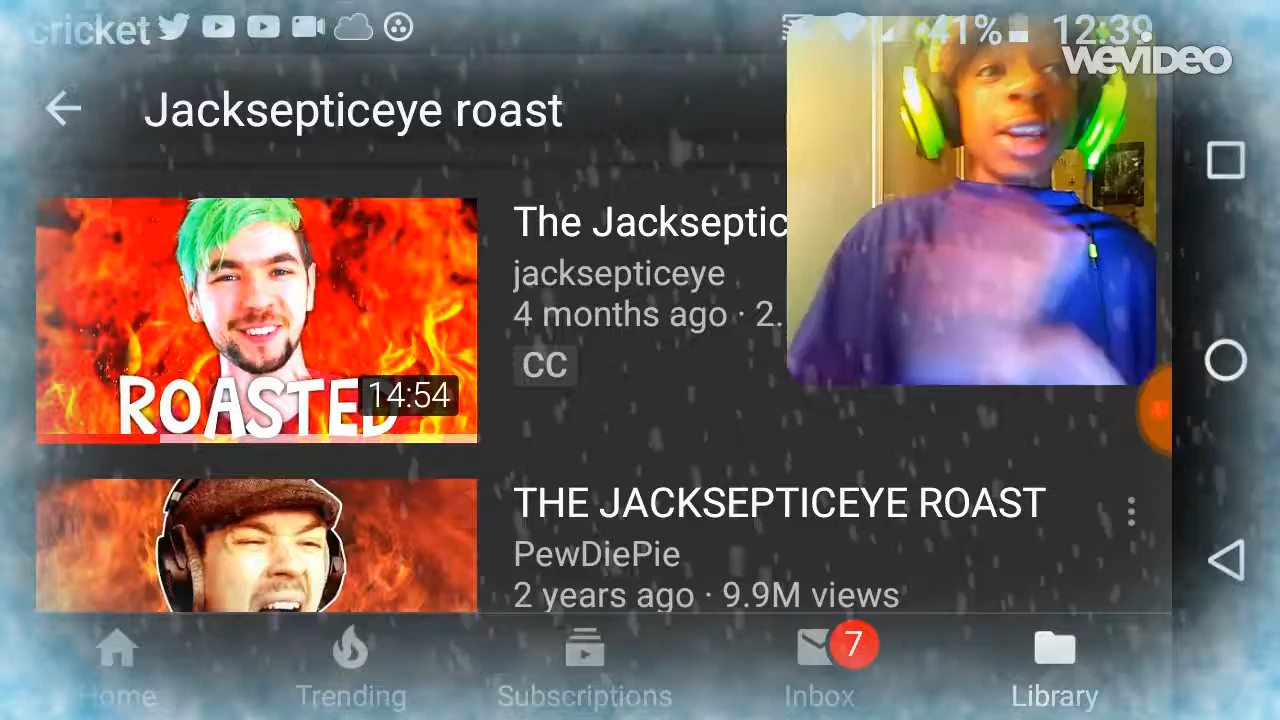 cricket 41% 12:39
wevideo
Jacksepticeye roast
The Jackseptic
jacksepticeye
4 months ago · 2.
CC
ROASTED
14:54
THE JACKSEPTICEYE ROAST
PewDiePie
2 years ago · 9.9M views
7
Home Trending Subscriptions Inbox Library